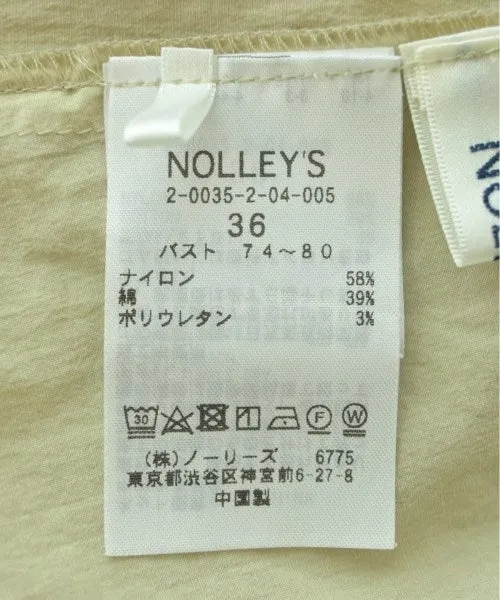 NOLLEY'S
2-0035-2-04-005
36
バスト 74～80
ナイロン 58%
綿 39%
ポリウレタン 3%
30
F W
(株)ノーリーズ 6775
東京都渋谷区神宮前6-27-8
中国製